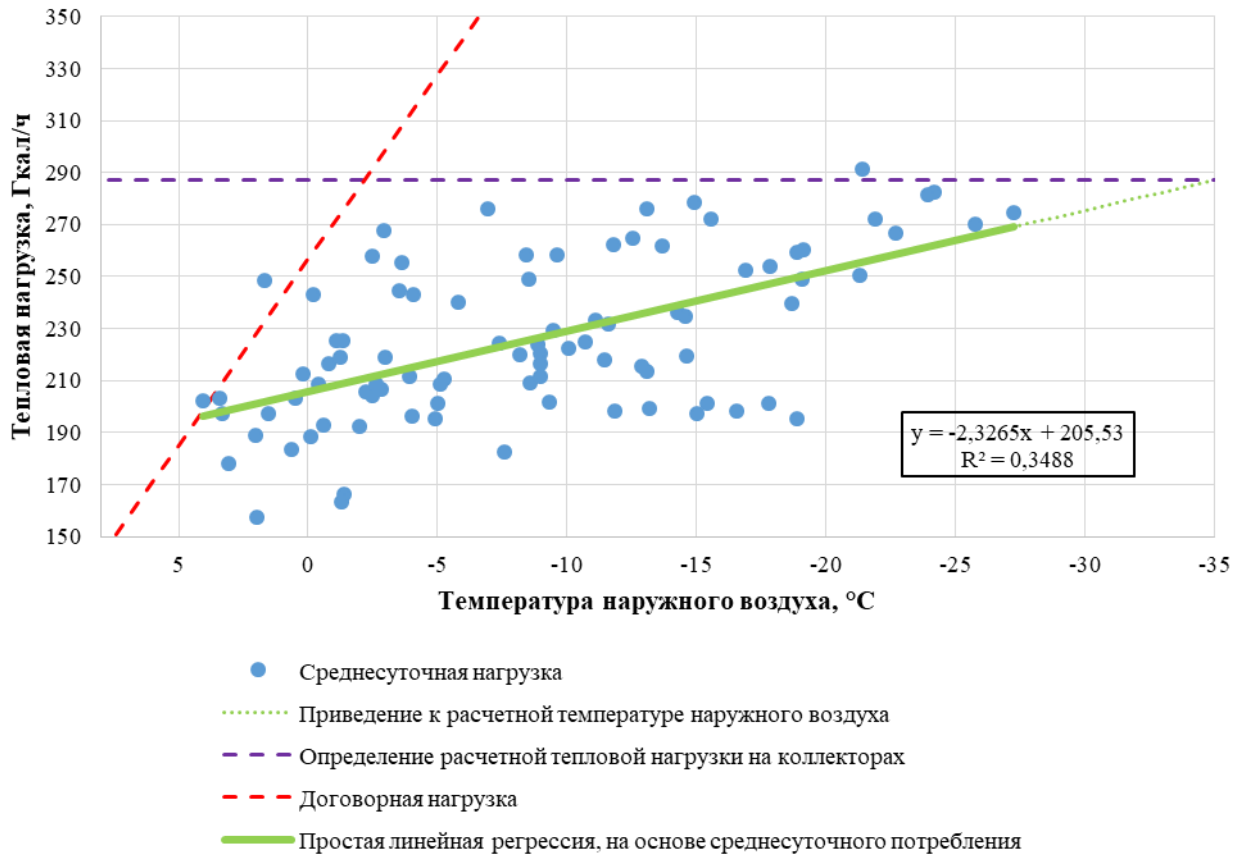 Тепловая нагрузка, Гкал/ч
350
330
310
290
270
250
230
210
190
170
150
5 0 -5 -10 -15 -20 -25 -30 -35
Температура наружного воздуха, °C
y = -2,3265x + 205,53
R² = 0,3488
Среднесуточная нагрузка
Приведение к расчетной температуре наружного воздуха
Определение расчетной тепловой нагрузки на коллекторах
Договорная нагрузка
Простая линейная регрессия, на основе среднесуточного потребления